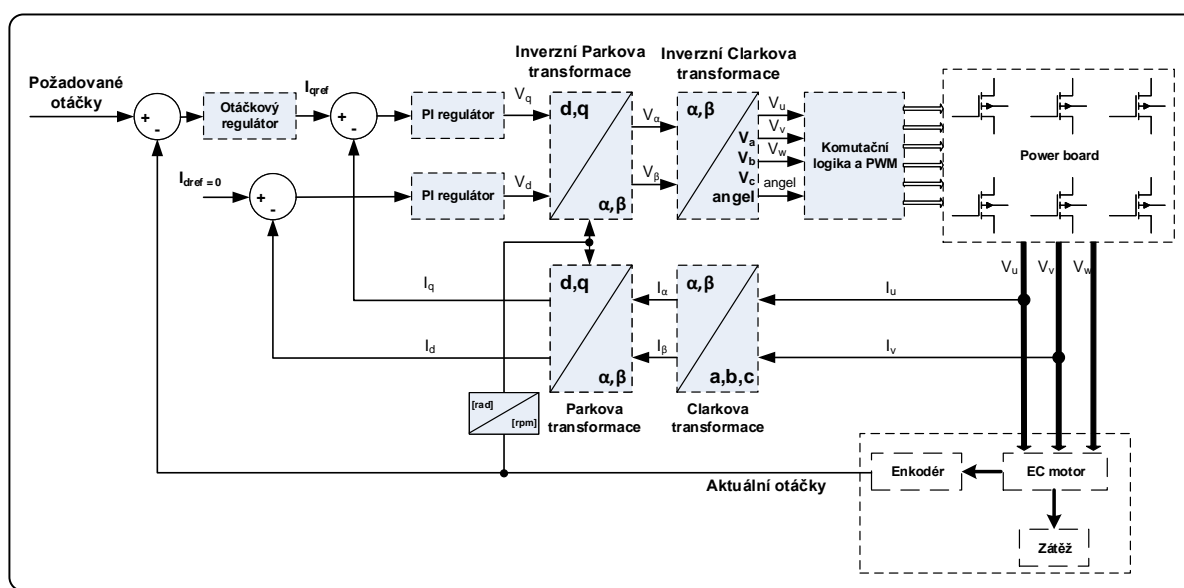 Inverzní Parkova
transformace
Inverzní Clarkova
transformace
Požadované
otáčky
+
-
Otáčkový
regulátor
Iqref
+
-
PI regulátor
Vq
d,q
α,β
Vα
Vβ
α,β
Va
Vb
Vc
angel
Vu
Vv
Vw
angel
Komutační
logika a PWM
Power board
Idref = 0
+
-
PI regulátor
Vd
Vu
Vv
Vw
Iq
Id
d,q
α,β
Iα
Iβ
α,β
a,b,c
Iu
Iv
[rad]
[rpm]
Parkova
transformace
Clarkova
transformace
Aktuální otáčky
Enkodér
EC motor
Zátěž